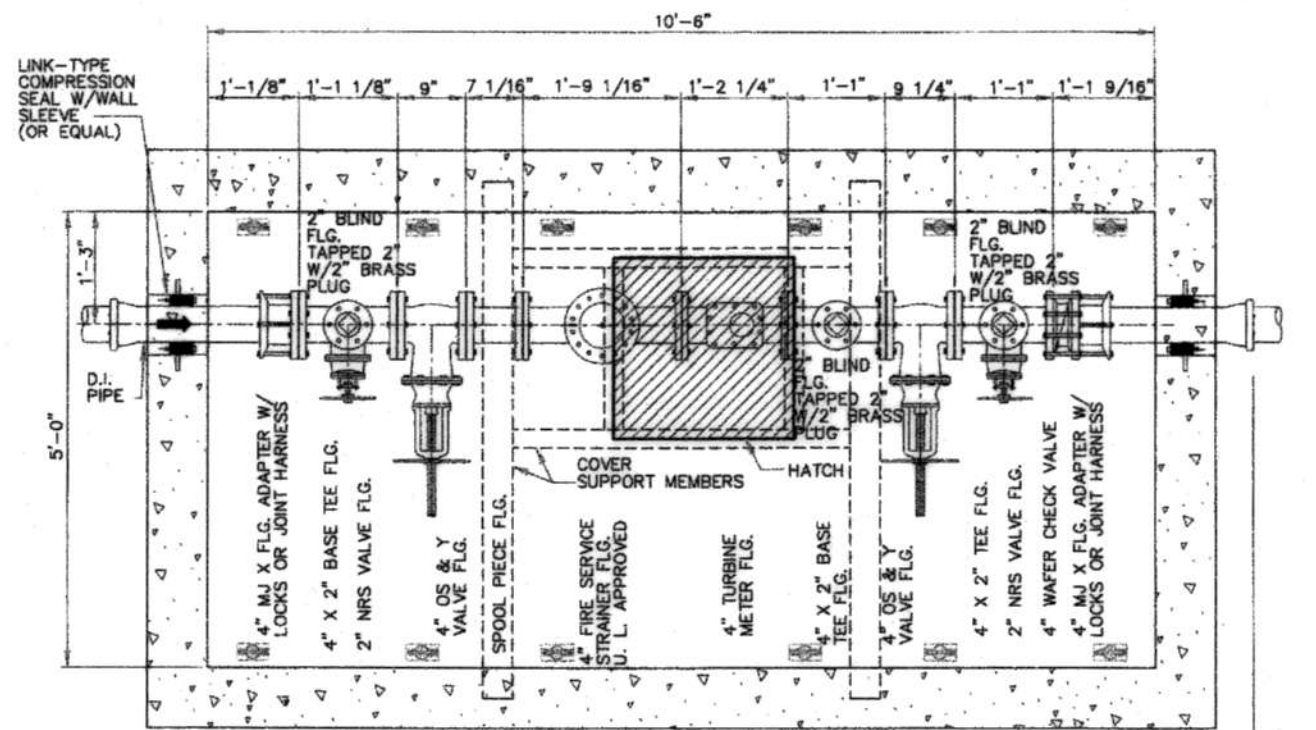 10'-6"
LINK-TYPE
COMPRESSION
SEAL W/WALL
SLEEVE
(OR EQUAL)
1'-1/8"
1'-1 1/8"
9"
7 1/16"
1'-9 1/16"
1'-2 1/4"
1'-1"
9 1/4"
1'-1"
1'-1 9/16"
1'-3"
5'-0"
2" BLIND
FLG.
TAPPED 2"
W/2" BRASS
PLUG
2" BLIND
FLG.
TAPPED 2"
W/2" BRASS
PLUG
2" BLIND
FLG.
TAPPED 2"
W/2" BRASS
PLUG
D.I.
PIPE
COVER
SUPPORT MEMBERS
HATCH
4" MJ X FLG. ADAPTER W/
LOCKS OR JOINT HARNESS
4" X 2" BASE TEE FLG.
2" NRS VALVE FLG.
4" OS & Y
VALVE FLG.
SPOOL PIECE FLG.
4" FIRE SERVICE
STRAINER FLG.
U. L. APPROVED
4" TURBINE
METER FLG.
4" X 2" BASE
TEE FLG.
4" OS & Y
VALVE FLG.
4" X 2" TEE FLG.
2" NRS VALVE FLG.
4" WAFER CHECK VALVE
4" MJ X FLG. ADAPTER W/
LOCKS OR JOINT HARNESS